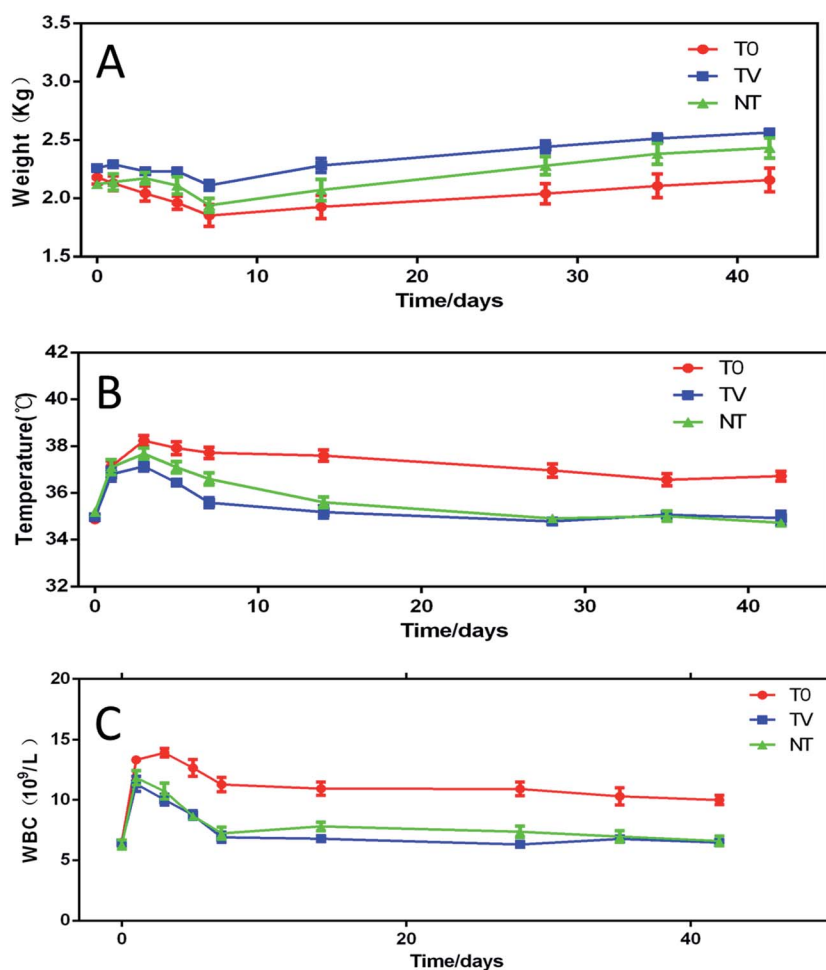 A
Weight (Kg)
3.5
3.0
2.5
2.0
1.5
T0
TV
NT
0 10 20 30 40
Time/days
B
Temperature(℃)
42
40
38
36
34
32
T0
TV
NT
0 10 20 30 40
Time/days
C
WBC (10⁹/L)
20
15
10
5
0
T0
TV
NT
0 20 40
Time/days